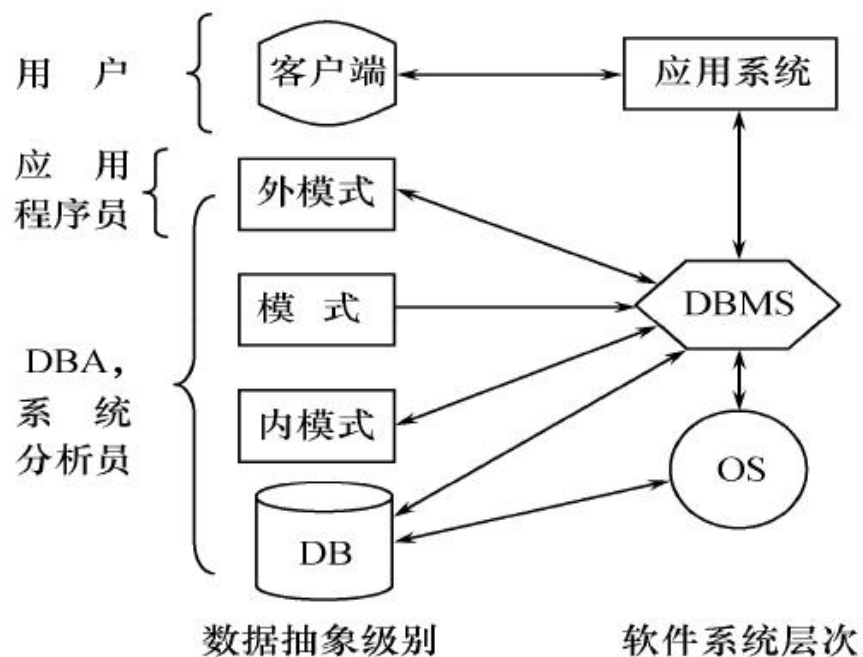 用 户
客户端
应用系统
应 用
程序员
外模式
模 式
DBMS
DBA，
系 统
分析员
内模式
OS
DB
数据抽象级别
软件系统层次